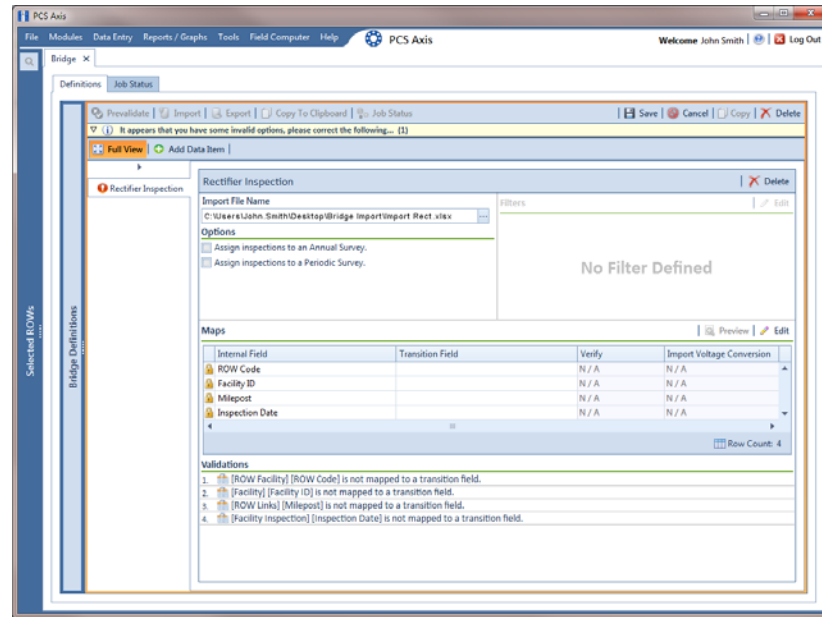 PCS Axis
File Modules Data Entry Reports / Graphs Tools Field Computer Help PCS Axis Welcome John Smith | | Log Out
Bridge ×
Definitions Job Status
Prevalidate | Import | Export | Copy To Clipboard | Job Status | Save | Cancel | Copy | Delete
It appears that you have some invalid options, please correct the following... (1)
Full View | Add Data Item |
Rectifier Inspection
Rectifier Inspection | Delete
Import File Name
C:\Users\John.Smith\Desktop\Bridge Import\Import Rect.xlsx ...
Options
Assign inspections to an Annual Survey.
Assign inspections to a Periodic Survey.
Filters | Edit
No Filter Defined
Maps | Preview | Edit
Internal Field Transition Field Verify Import Voltage Conversion
ROW Code N / A N / A
Facility ID N / A N / A
Milepost N / A N / A
Inspection Date N / A N / A
Row Count: 4
Validations
1. [ROW Facility] [ROW Code] is not mapped to a transition field.
2. [Facility] [Facility ID] is not mapped to a transition field.
3. [ROW Links] [Milepost] is not mapped to a transition field.
4. [Facility Inspection] [Inspection Date] is not mapped to a transition field.
Selected ROWs
Bridge Definitions